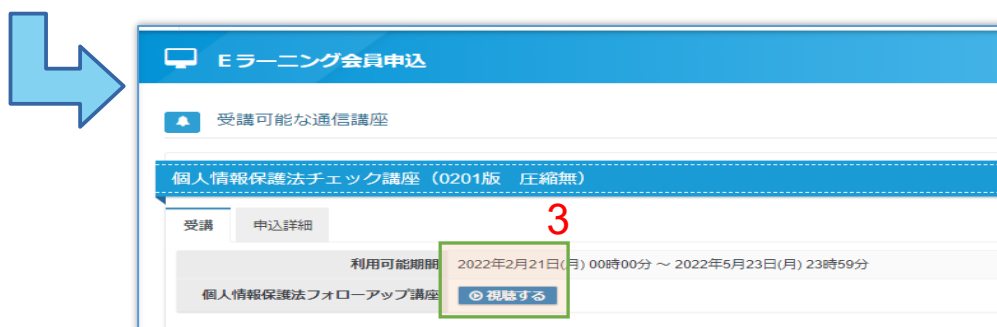 Eラーニング会員申込
受講可能な通信講座
個人情報保護法チェック講座（0201版　圧縮無）
3
受講　申込詳細
利用可能期間　2022年2月21日(月) 00時00分 ～ 2022年5月23日(月) 23時59分
個人情報保護法フォローアップ講座　視聴する